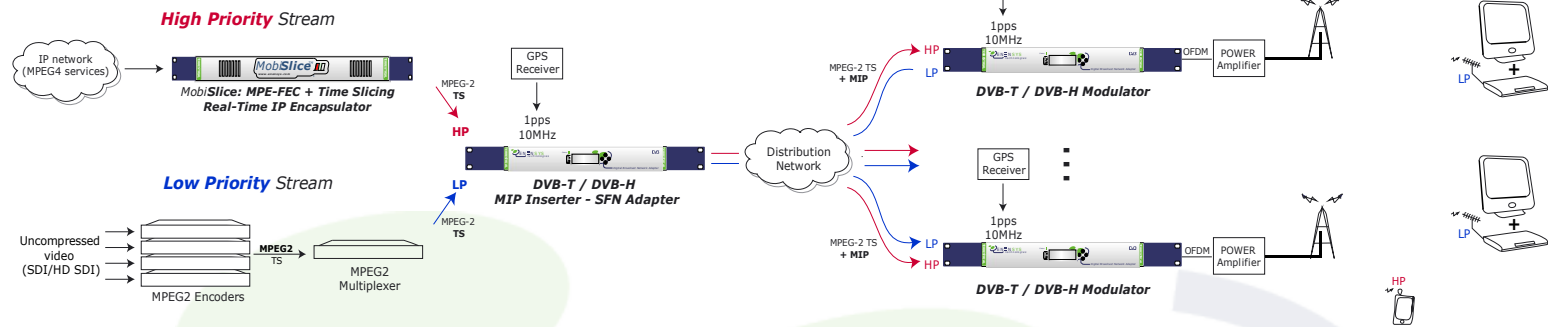 High Priority Stream
IP network
(MPEG4 services)
MobiSlice
MobiSlice: MPE-FEC + Time Slicing
Real-Time IP Encapsulator
MPEG-2
TS
HP
GPS
Receiver
1pps
10MHz
DVB-T / DVB-H
MIP Inserter - SFN Adapter
Low Priority Stream
LP
MPEG-2
TS
Uncompressed
video
(SDI/HD SDI)
MPEG2 Encoders
MPEG2
TS
MPEG2
Multiplexer
Distribution
Network
MPEG-2 TS
+ MIP
HP
LP
1pps
10MHz
DVB-T / DVB-H Modulator
OFDM
POWER
Amplifier
LP
+
GPS
Receiver
1pps
10MHz
MPEG-2 TS
+ MIP
LP
HP
DVB-T / DVB-H Modulator
OFDM
POWER
Amplifier
LP
+
HP